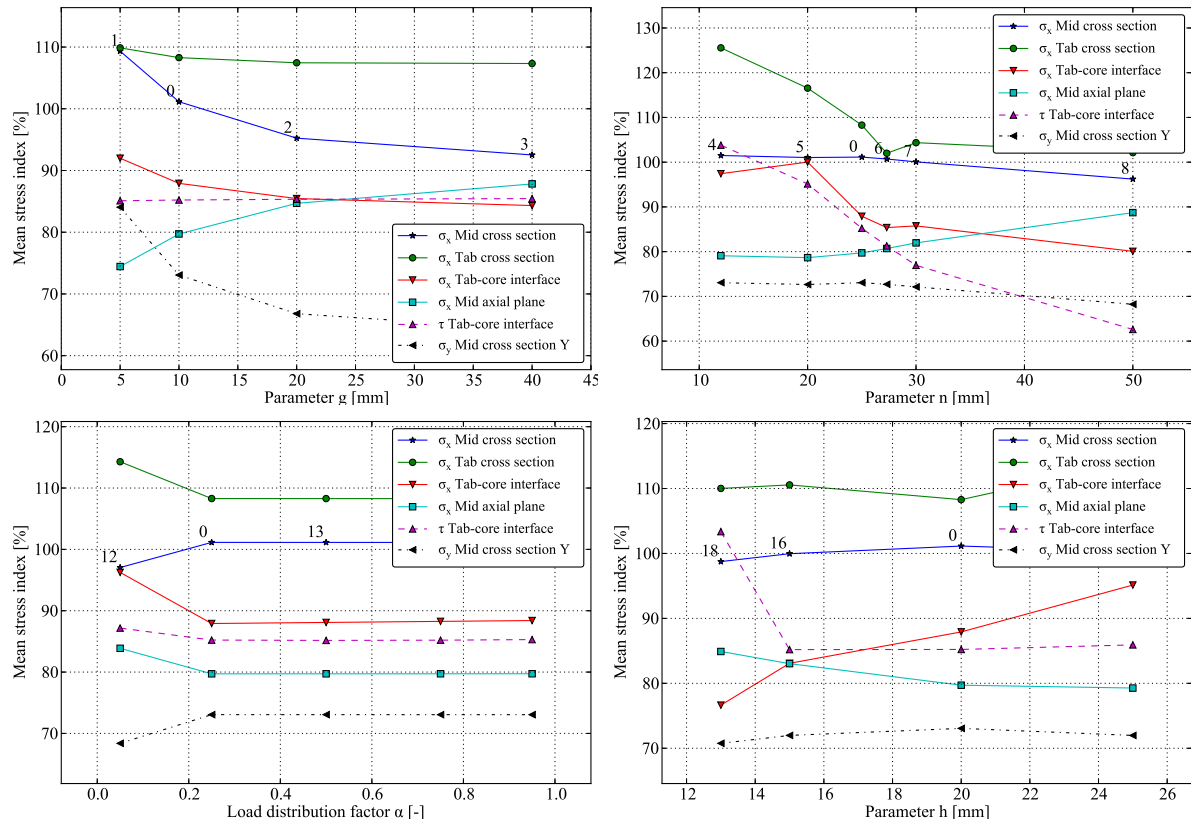 110
100
90
80
70
60
Mean stress index [%]
1
0
2
3
σx Mid cross section
σx Tab cross section
σx Tab-core interface
σx Mid axial plane
τ Tab-core interface
σy Mid cross section Y
0
5
10
15
20
25
30
35
40
45
Parameter g [mm]
130
120
110
100
90
80
70
60
Mean stress index [%]
4
5
0
6
7
8
σx Mid cross section
σx Tab cross section
σx Tab-core interface
σx Mid axial plane
τ Tab-core interface
σy Mid cross section Y
10
20
30
40
50
Parameter n [mm]
120
110
100
90
80
70
Mean stress index [%]
12
0
13
σx Mid cross section
σx Tab cross section
σx Tab-core interface
σx Mid axial plane
τ Tab-core interface
σy Mid cross section Y
0.0
0.2
0.4
0.6
0.8
1.0
Load distribution factor α [-]
120
110
100
90
80
70
Mean stress index [%]
18
16
0
σx Mid cross section
σx Tab cross section
σx Tab-core interface
σx Mid axial plane
τ Tab-core interface
σy Mid cross section Y
12
14
16
18
20
22
24
26
Parameter h [mm]